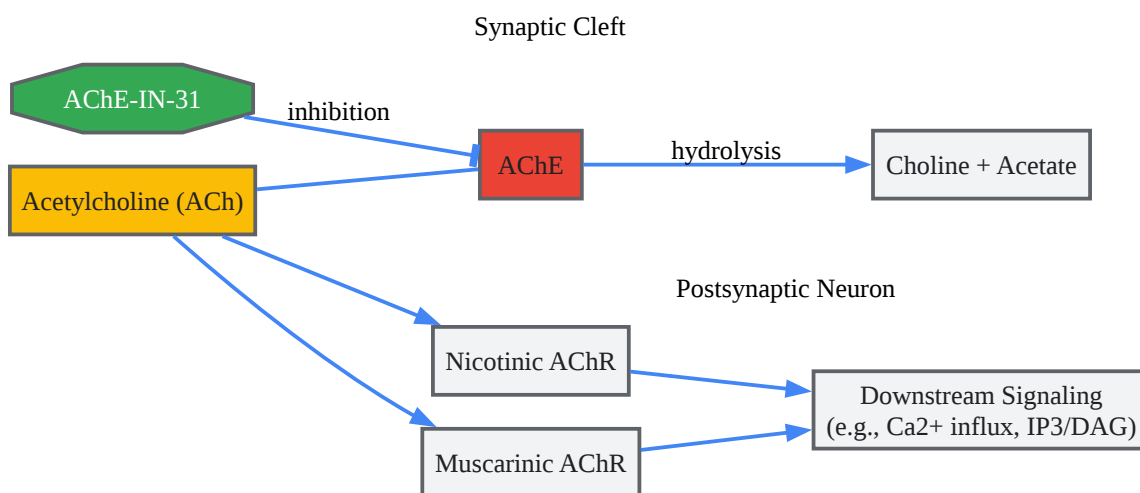 Synaptic Cleft
AChE-IN-31
inhibition
AChE
hydrolysis
Choline + Acetate
Acetylcholine (ACh)
Postsynaptic Neuron
Nicotinic AChR
Downstream Signaling
(e.g., Ca2+ influx, IP3/DAG)
Muscarinic AChR